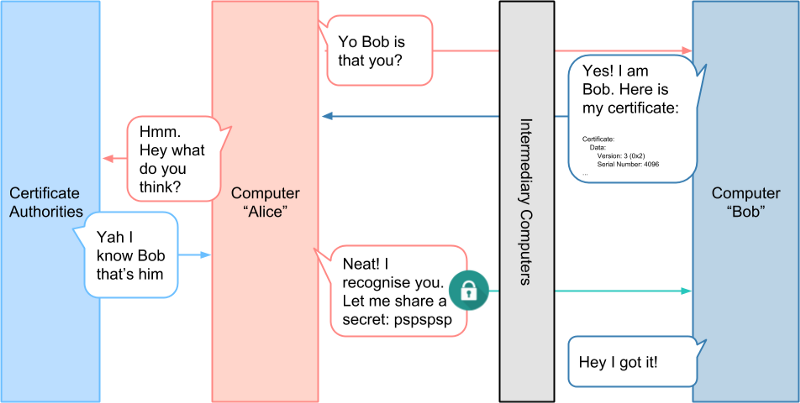 Yo Bob is
that you?
Yes! I am
Bob. Here is
my certificate:
Certificate:
Data:
Version: 3 (0x2)
Serial Number: 4096
...
Hmm.
Hey what
do you
think?
Certificate
Authorities
Computer
“Alice”
Intermediary Computers
Computer
“Bob”
Yah I
know Bob
that’s him
Neat! I
recognise you.
Let me share a
secret: pspspsp
Hey I got it!